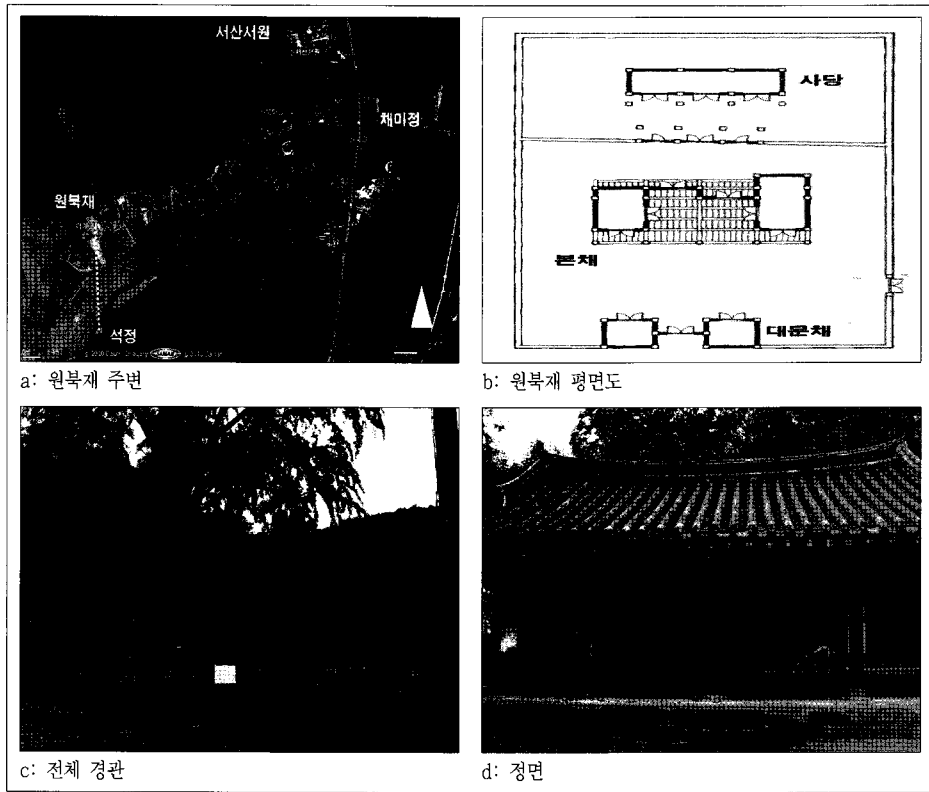 서산서원
채미정
원북재
석정
a: 원북재 주변
사당
본채
대문채
b: 원북재 평면도
c: 전체 경관
d: 정면